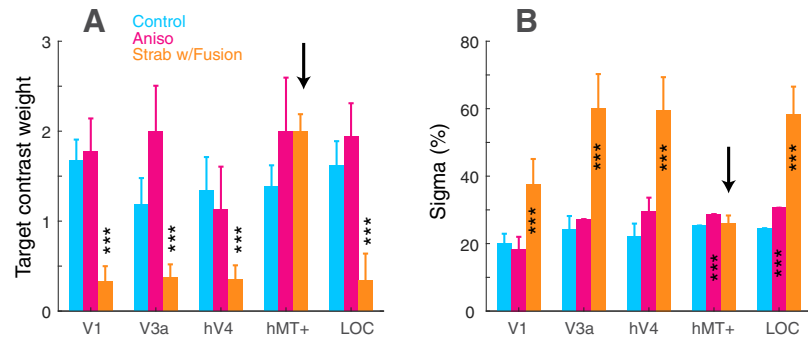 A
Control
Aniso
Strab w/Fusion
Target contrast weight
3
2
1
0
***
***
***
***
V1
V3a
hV4
hMT+
LOC
B
Sigma (%)
80
60
40
20
0
***
***
***
***
***
***
V1
V3a
hV4
hMT+
LOC